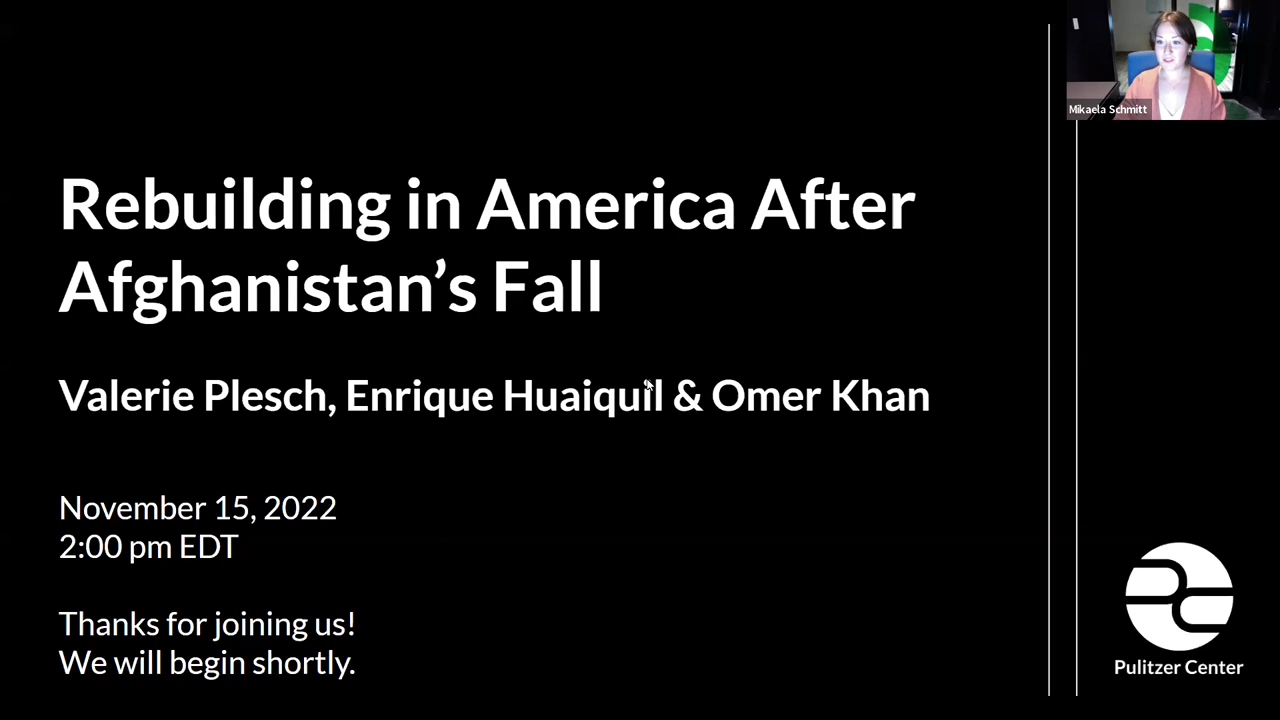 Mikaela Schmitt
Rebuilding in America After
Afghanistan’s Fall
Valerie Plesch, Enrique Huaiquil & Omer Khan
November 15, 2022
2:00 pm EDT
Thanks for joining us!
We will begin shortly.
Pulitzer Center